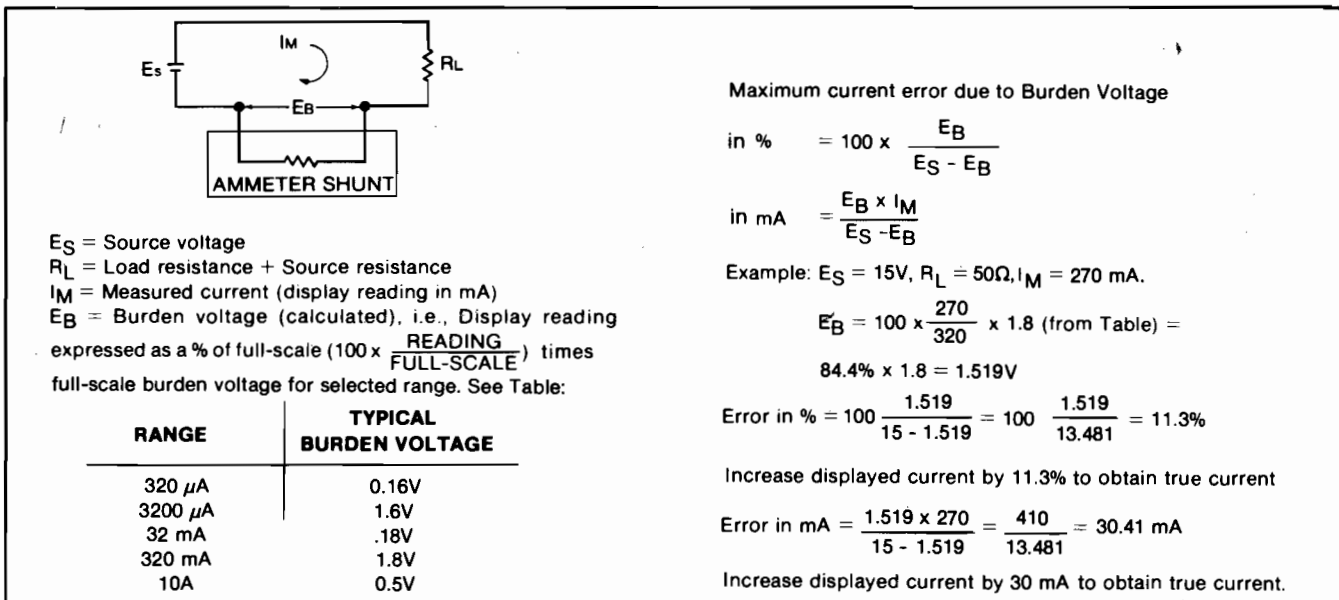 IM
Es
RL
EB
AMMETER SHUNT
ES = Source voltage
RL = Load resistance + Source resistance
IM = Measured current (display reading in mA)
EB = Burden voltage (calculated), i.e., Display reading
expressed as a % of full-scale (100 x READING / FULL-SCALE) times
full-scale burden voltage for selected range. See Table:
RANGE TYPICAL BURDEN VOLTAGE
320 μA 0.16V
3200 μA 1.6V
32 mA .18V
320 mA 1.8V
10A 0.5V
Maximum current error due to Burden Voltage
in % = 100 x EB / ES - EB
in mA = EB x IM / ES -EB
Example: ES = 15V, RL = 50Ω, IM = 270 mA.
EB = 100 x 270 / 320 x 1.8 (from Table) =
84.4% x 1.8 = 1.519V
Error in % = 100 1.519 / 15 - 1.519 = 100 1.519 / 13.481 = 11.3%
Increase displayed current by 11.3% to obtain true current
Error in mA = 1.519 x 270 / 15 - 1.519 = 410 / 13.481 = 30.41 mA
Increase displayed current by 30 mA to obtain true current.